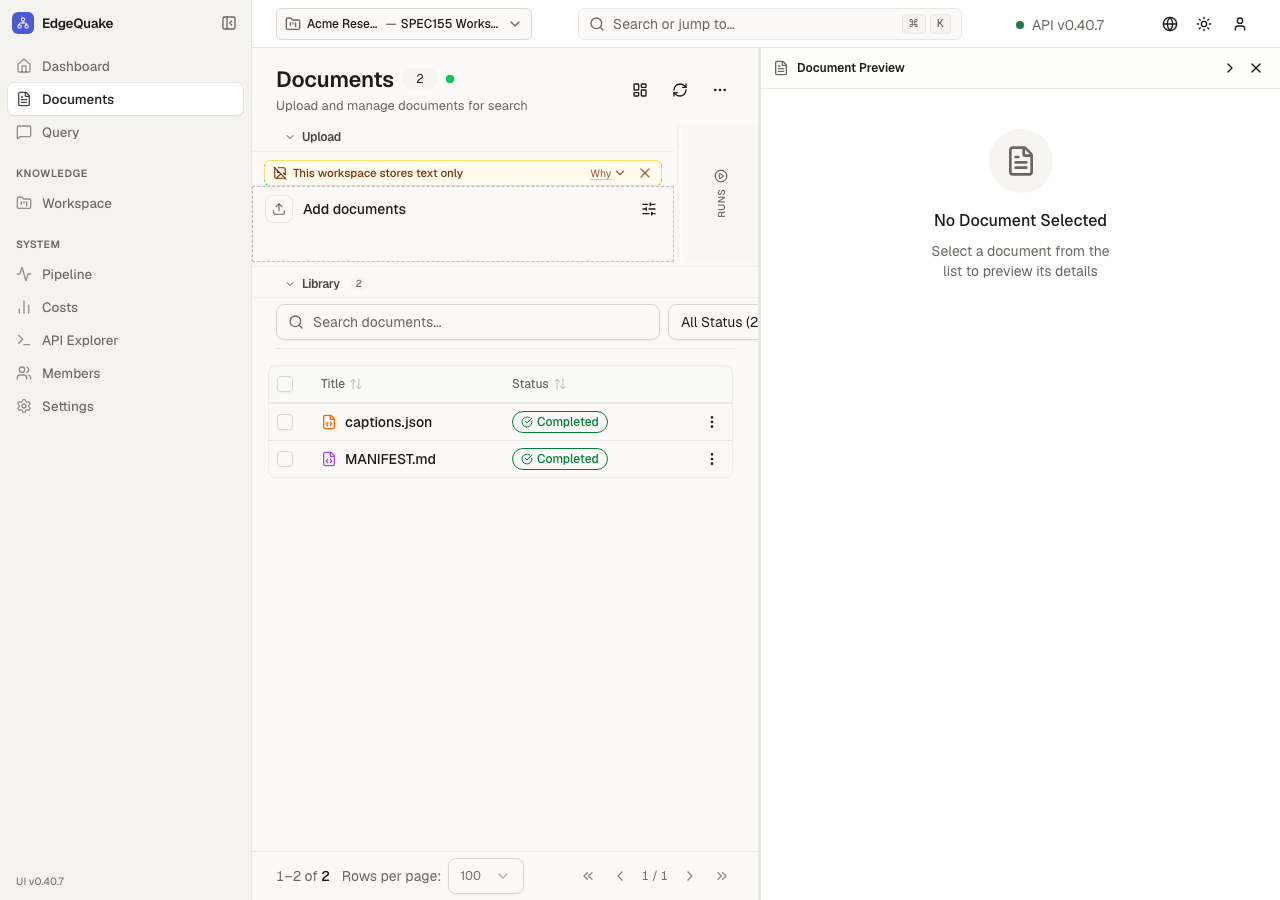 EdgeQuake
Dashboard
Documents
Query
KNOWLEDGE
Workspace
SYSTEM
Pipeline
Costs
API Explorer
Members
Settings
UI v0.40.7
Acme Rese... — SPEC155 Works...
Search or jump to... ⌘ K
API v0.40.7
Documents 2
Upload and manage documents for search
Upload
This workspace stores text only Why
Add documents
RUNS
Library 2
Search documents...
All Status (2
Title Status
captions.json Completed
MANIFEST.md Completed
1–2 of 2 Rows per page: 100 1 / 1
Document Preview
No Document Selected
Select a document from the
list to preview its details